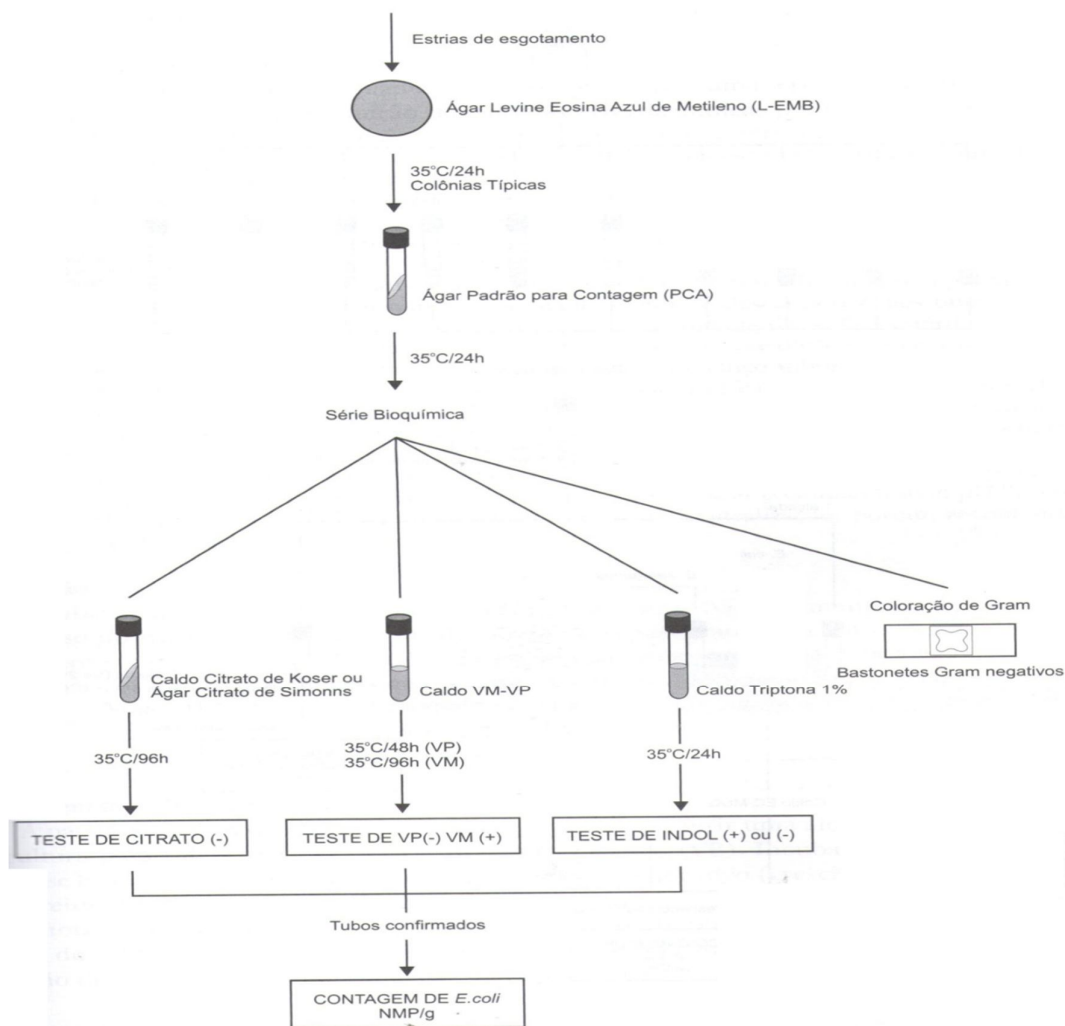 Estrias de esgotamento
Ágar Levine Eosina Azul de Metileno (L-EMB)
35°C/24h
Colônias Típicas
Ágar Padrão para Contagem (PCA)
35°C/24h
Série Bioquímica
Caldo Citrato de Koser ou
Ágar Citrato de Simonns
Caldo VM-VP
Caldo Triptona 1%
Coloração de Gram
Bastonetes Gram negativos
35°C/96h
35°C/48h (VP)
35°C/96h (VM)
35°C/24h
TESTE DE CITRATO (-)
TESTE DE VP(-) VM (+)
TESTE DE INDOL (+) ou (-)
Tubos confirmados
CONTAGEM DE E.coli
NMP/g